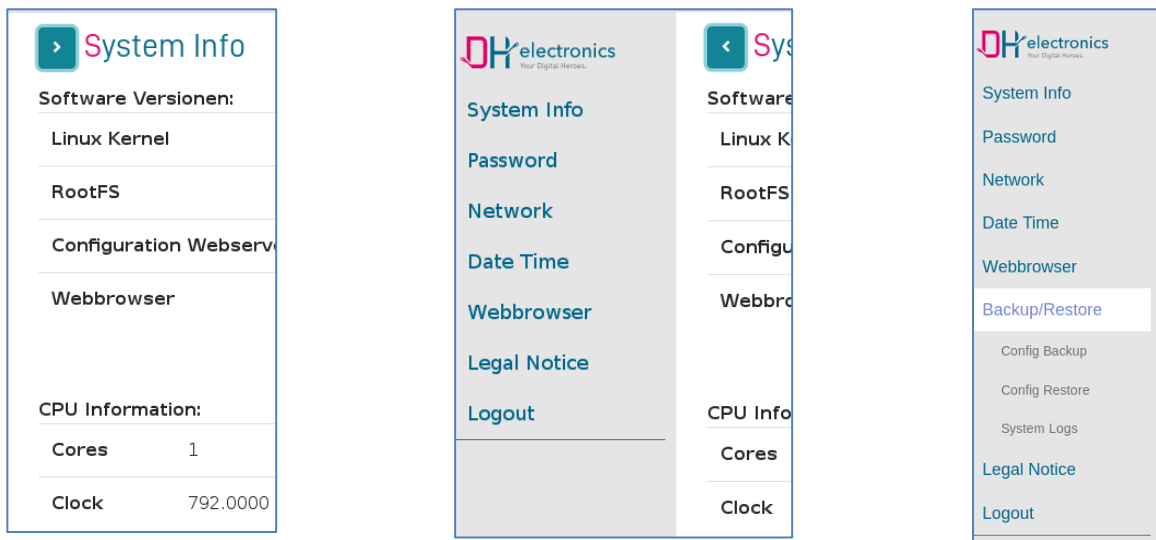 System Info
Software Versionen:
Linux Kernel
RootFS
Configuration Webserv
Webbrowser
CPU Information:
Cores 1
Clock 792.0000
DH electronics
Your Digital Heroes.
System Info
Password
Network
Date Time
Webbrowser
Legal Notice
Logout
Sys
Software
Linux K
RootFS
Configu
Webbro
CPU Info
Cores
Clock
DH electronics
Your Digital Heroes.
System Info
Password
Network
Date Time
Webbrowser
Backup/Restore
Config Backup
Config Restore
System Logs
Legal Notice
Logout